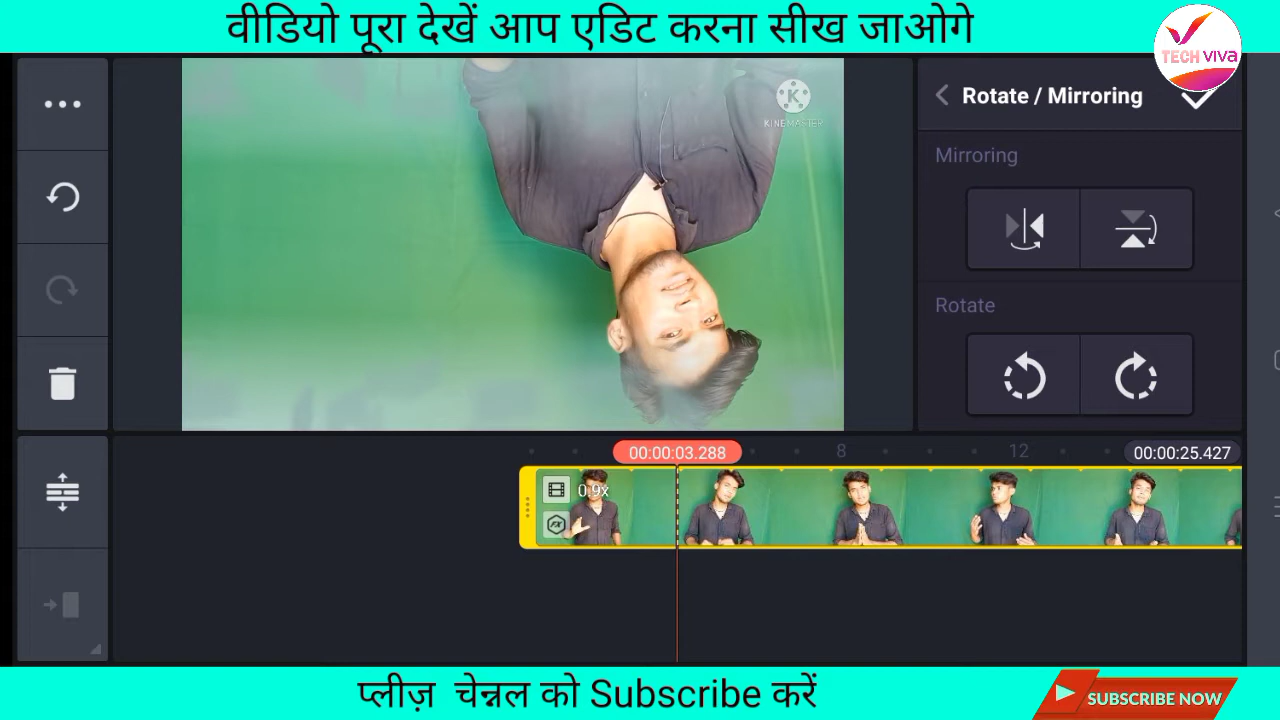 वीडियो पूरा देखें आप एडिट करना सीख जाओगे
TECH VIVA
Rotate / Mirroring
K
KINEMASTER
Mirroring
Rotate
00:00:03.288
8
12
00:00:25.427
0.9x
FX
प्लीज़ चेन्नल को Subscribe करें
SUBSCRIBE NOW